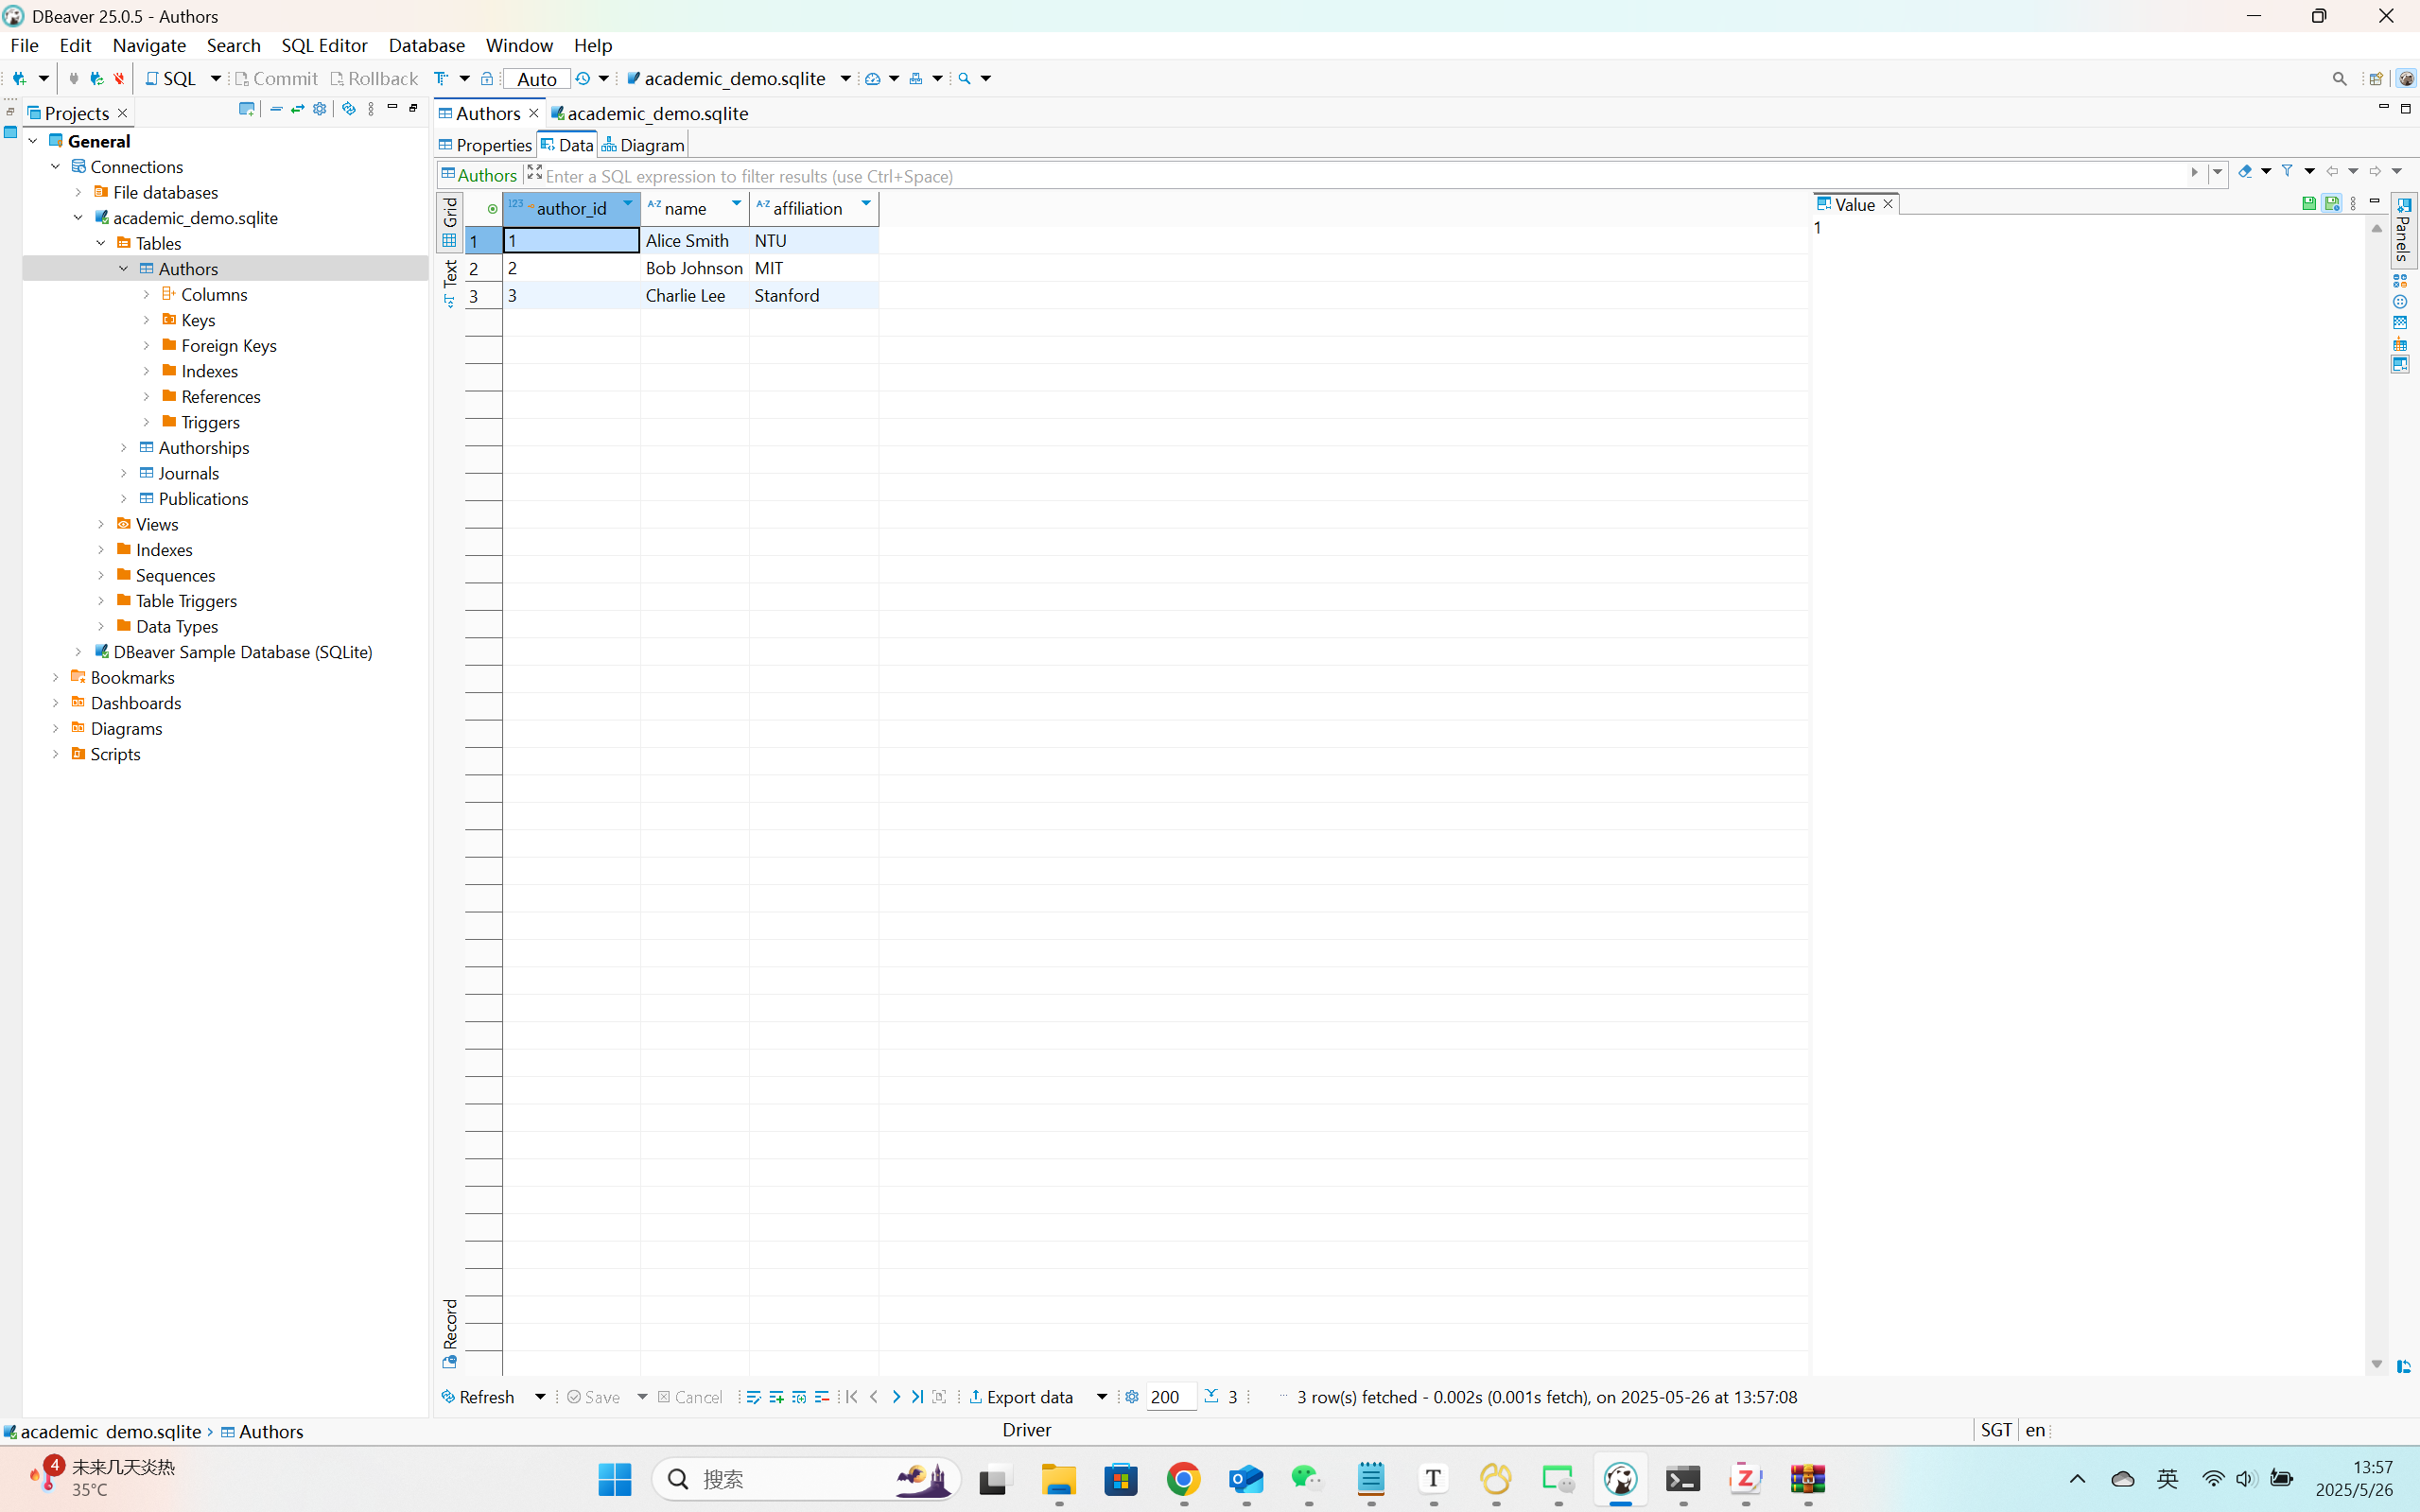 DBeaver 25.0.5 - Authors
File Edit Navigate Search SQL Editor Database Window Help
SQL Commit Rollback Auto academic_demo.sqlite
Projects
General
Connections
File databases
academic_demo.sqlite
Tables
Authors
Columns
Keys
Foreign Keys
Indexes
References
Triggers
Authorships
Journals
Publications
Views
Indexes
Sequences
Table Triggers
Data Types
DBeaver Sample Database (SQLite)
Bookmarks
Dashboards
Diagrams
Scripts
Authors academic_demo.sqlite
Properties Data Diagram
Authors Enter a SQL expression to filter results (use Ctrl+Space)
Grid
Text
Record
123 author_id A-Z name A-Z affiliation
1 1 Alice Smith NTU
2 2 Bob Johnson MIT
3 3 Charlie Lee Stanford
Value
1
Panels
Refresh Save Cancel Export data 200 3 3 row(s) fetched - 0.002s (0.001s fetch), on 2025-05-26 at 13:57:08
academic_demo.sqlite Authors Driver SGT en
4 未来几天炎热
35°C
搜索
T
Z
英
13:57
2025/5/26